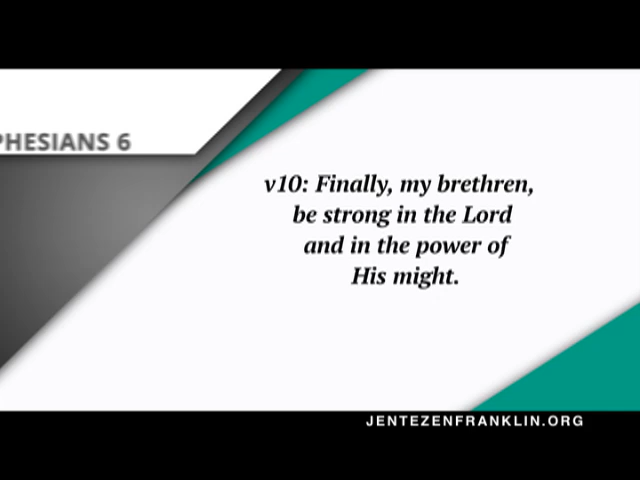 PHESIANS 6
v10: Finally, my brethren,
be strong in the Lord
and in the power of
His might.
JENTEZENFRANKLIN.ORG